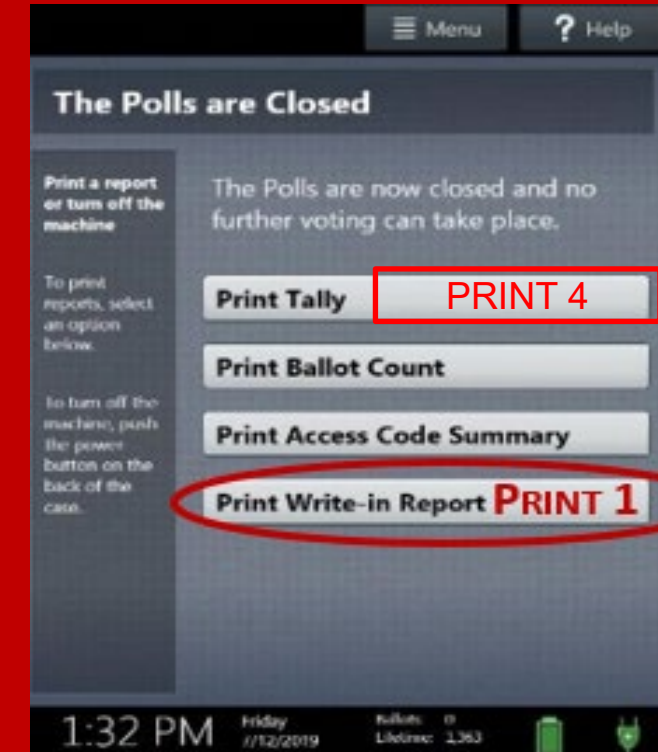 Menu
? Help
The Polls are Closed
Print a report
or turn off the
machine
To print
reports, select
an option
below.
To turn off the
machine, push
the power
button on the
back of the
case.
The Polls are now closed and no
further voting can take place.
Print Tally PRINT 4
Print Ballot Count
Print Access Code Summary
Print Write-in Report PRINT 1
1:32 PM
Friday
7/12/2019
Ballots: 0
Lifetime: 1,363